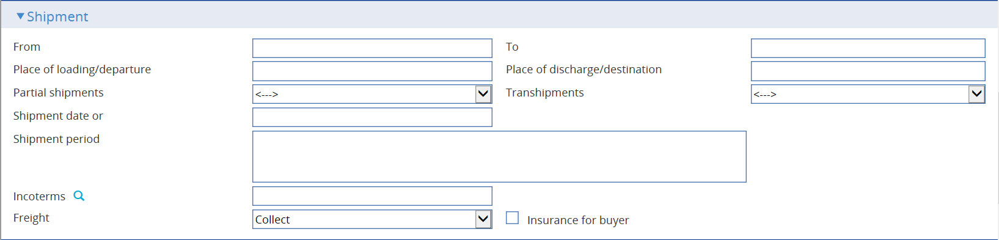 Shipment
From To
Place of loading/departure Place of discharge/destination
Partial shipments <---> Transhipments <--->
Shipment date or
Shipment period
Incoterms
Freight Collect Insurance for buyer